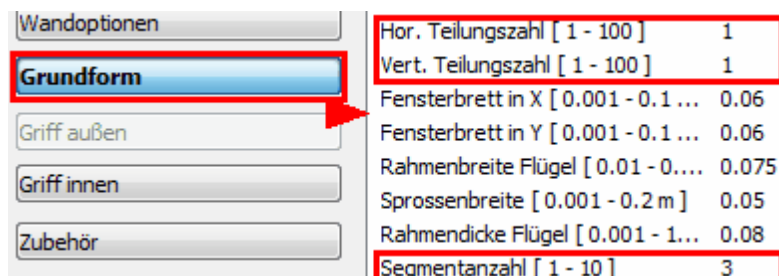 Wandoptionen
Grundform
Griff außen
Griff innen
Zubehör
Hor. Teilungszahl [ 1 - 100 ] 1
Vert. Teilungszahl [ 1 - 100 ] 1
Fensterbrett in X [ 0.001 - 0.1 ... 0.06
Fensterbrett in Y [ 0.001 - 0.1 ... 0.06
Rahmenbreite Flügel [ 0.01 - 0.... 0.075
Sprossenbreite [ 0.001 - 0.2 m ] 0.05
Rahmendicke Flügel [ 0.001 - 1... 0.08
Segmentanzahl [ 1 - 10 ] 3